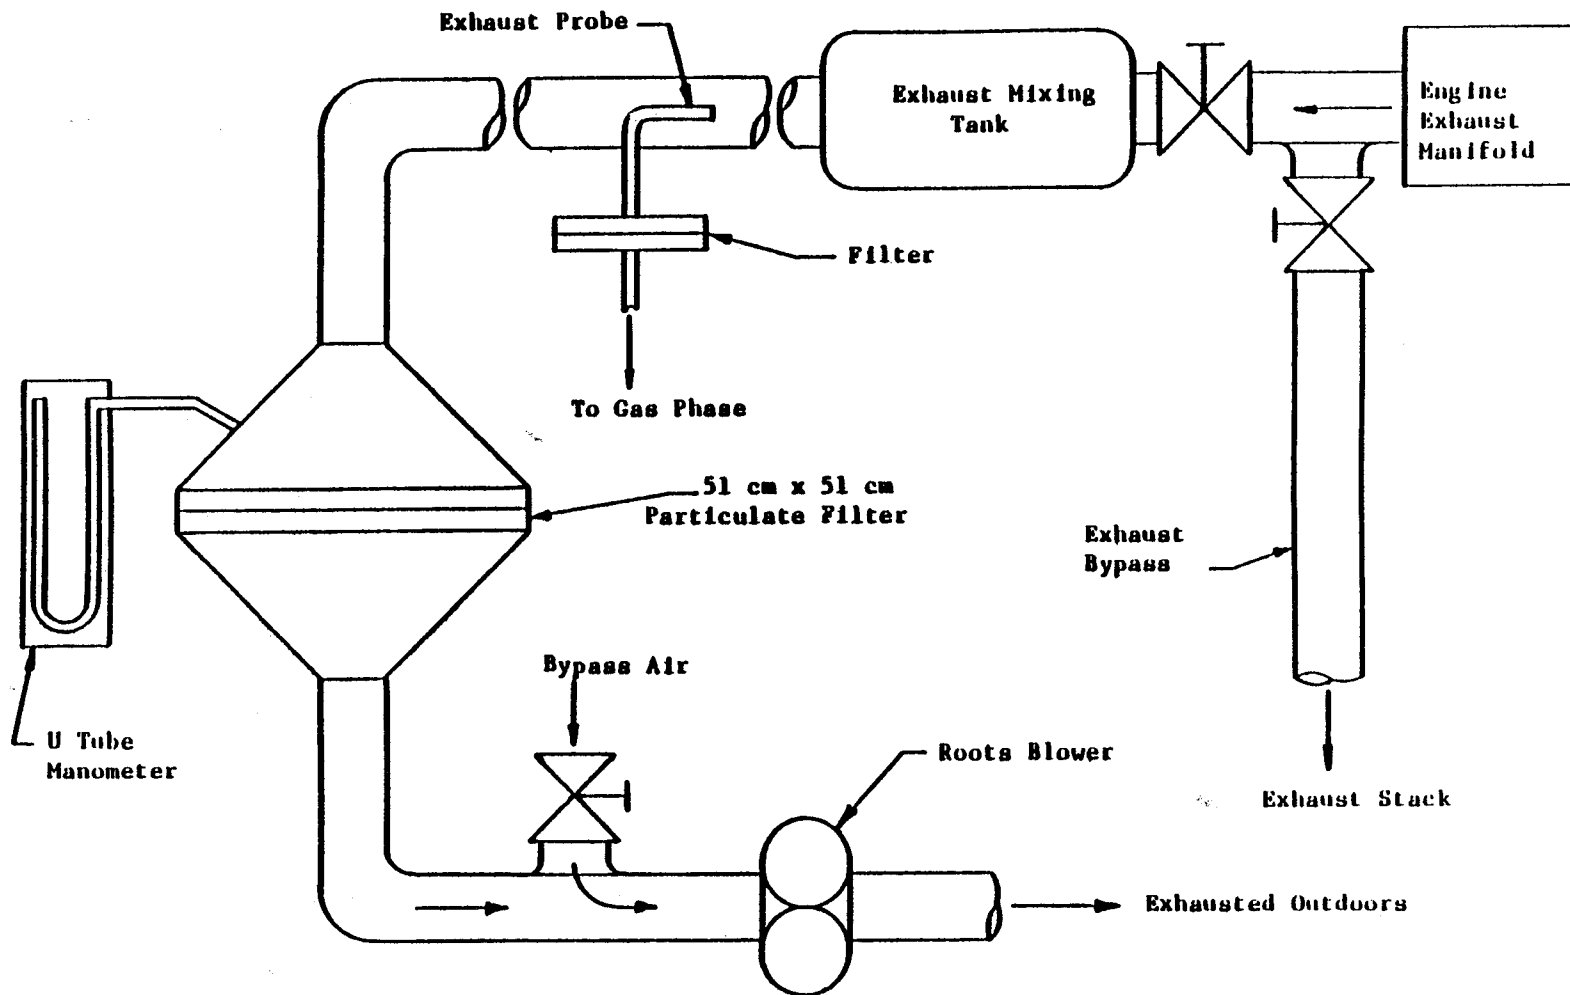 Exhaust Probe
Exhaust Mixing
Tank
Engine
Exhaust
Manifold
Filter
To Gas Phase
51 cm x 51 cm
Particulate Filter
Exhaust
Bypass
Bypass Air
U Tube
Manometer
Roots Blower
Exhaust Stack
Exhausted Outdoors